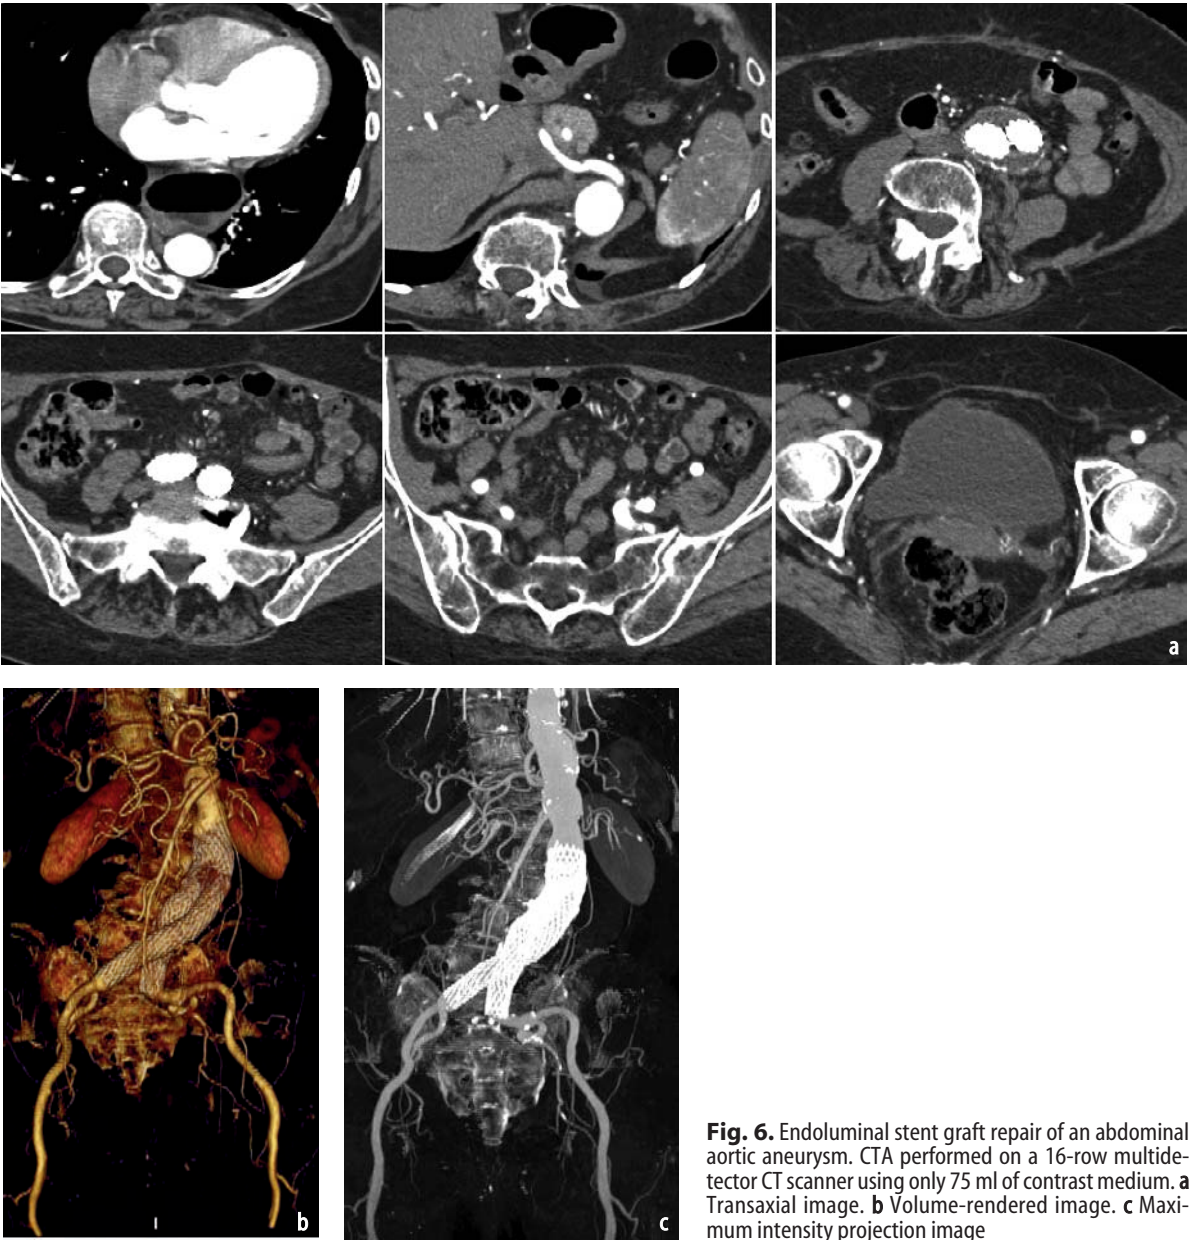 a
b
c
Fig. 6. Endoluminal stent graft repair of an abdominal
aortic aneurysm. CTA performed on a 16-row multide-
tector CT scanner using only 75 ml of contrast medium. a
Transaxial image. b Volume-rendered image. c Maxi-
mum intensity projection image